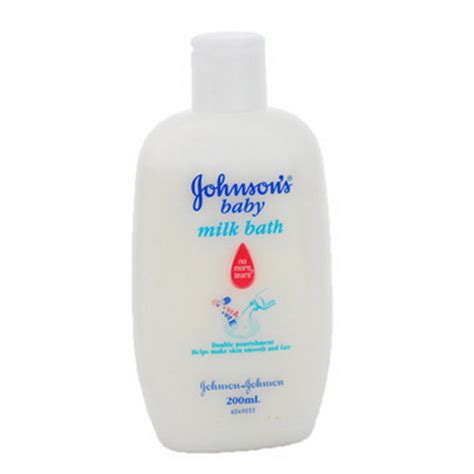 Johnson's
baby
milk bath
no
more
tears
Double nourishment
Helps make skin smooth and fair
Johnson & Johnson
200mL